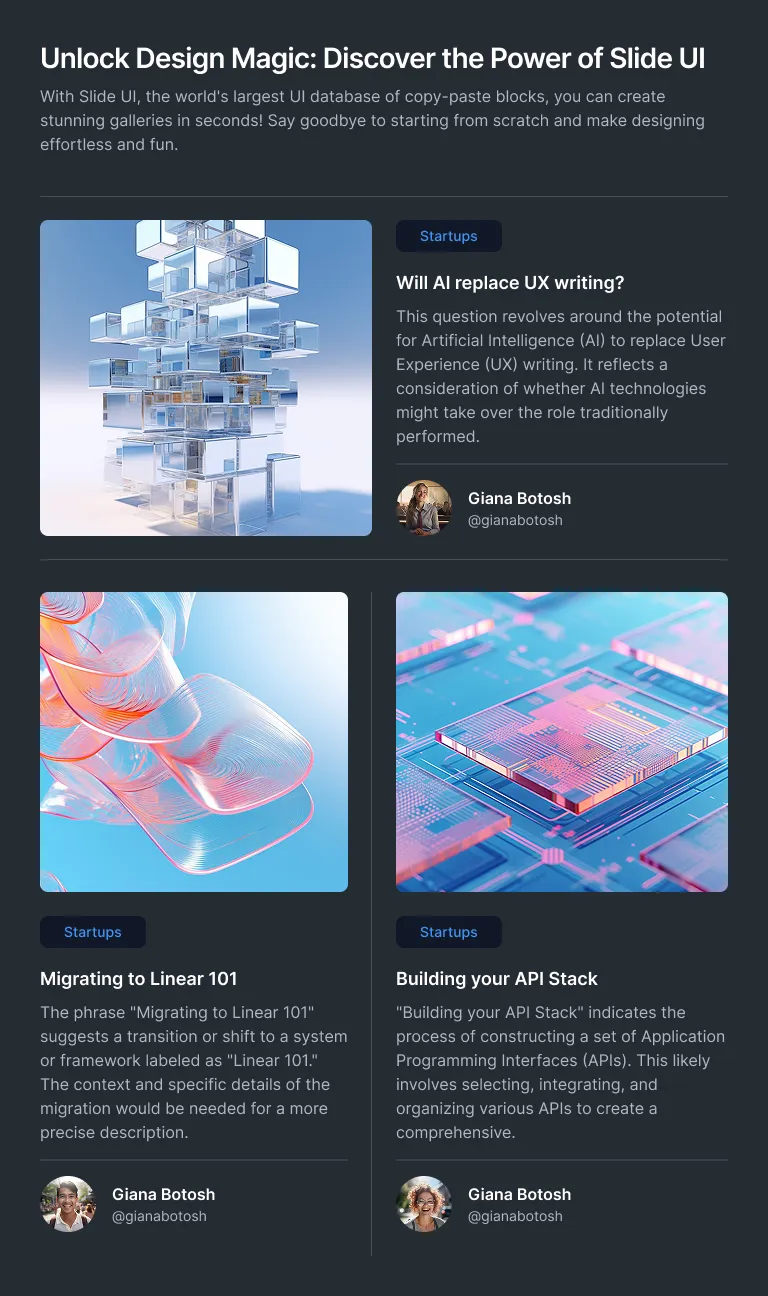 Unlock Design Magic: Discover the Power of Slide UI
With Slide UI, the world's largest UI database of copy-paste blocks, you can create
stunning galleries in seconds! Say goodbye to starting from scratch and make designing
effortless and fun.
Startups
Will AI replace UX writing?
This question revolves around the potential
for Artificial Intelligence (AI) to replace User
Experience (UX) writing. It reflects a
consideration of whether AI technologies
might take over the role traditionally
performed.
Giana Botosh
@gianabotosh
Startups
Migrating to Linear 101
The phrase "Migrating to Linear 101"
suggests a transition or shift to a system
or framework labeled as "Linear 101."
The context and specific details of the
migration would be needed for a more
precise description.
Giana Botosh
@gianabotosh
Startups
Building your API Stack
"Building your API Stack" indicates the
process of constructing a set of Application
Programming Interfaces (APIs). This likely
involves selecting, integrating, and
organizing various APIs to create a
comprehensive.
Giana Botosh
@gianabotosh